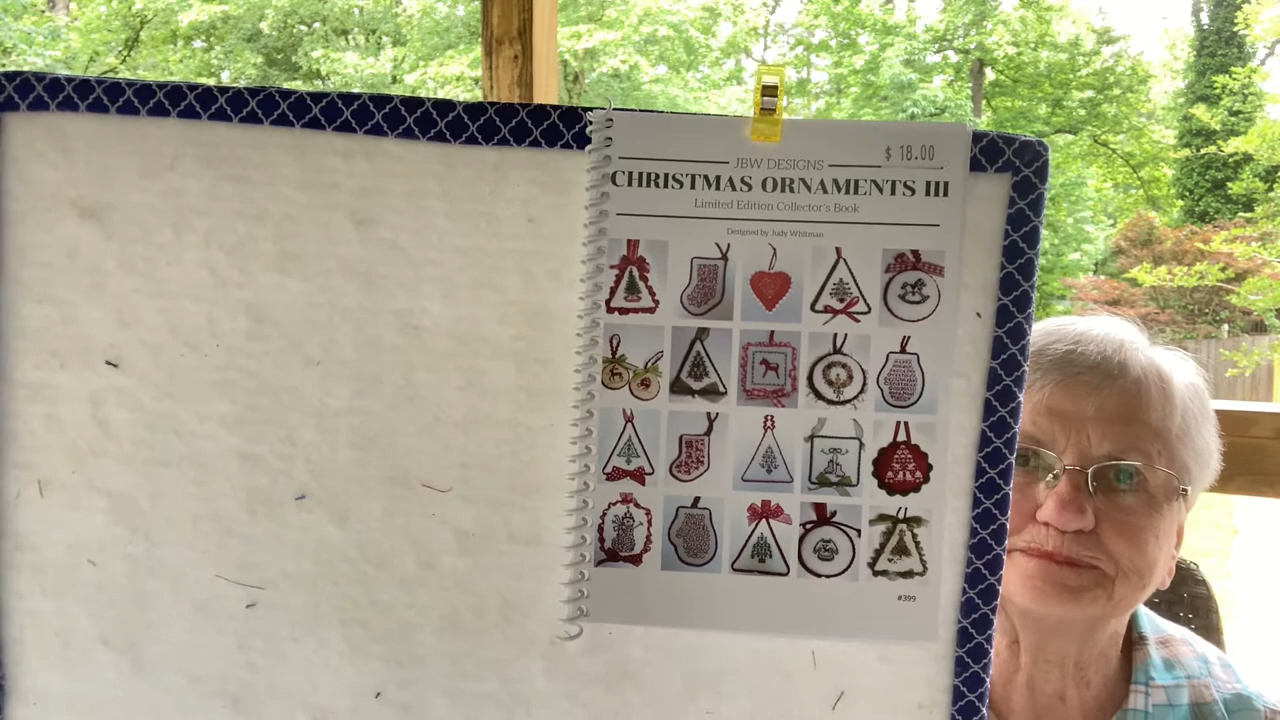 $ 18.00
JBW DESIGNS
CHRISTMAS ORNAMENTS III
Limited Edition Collector's Book
Designed by Judy Whitman
#399